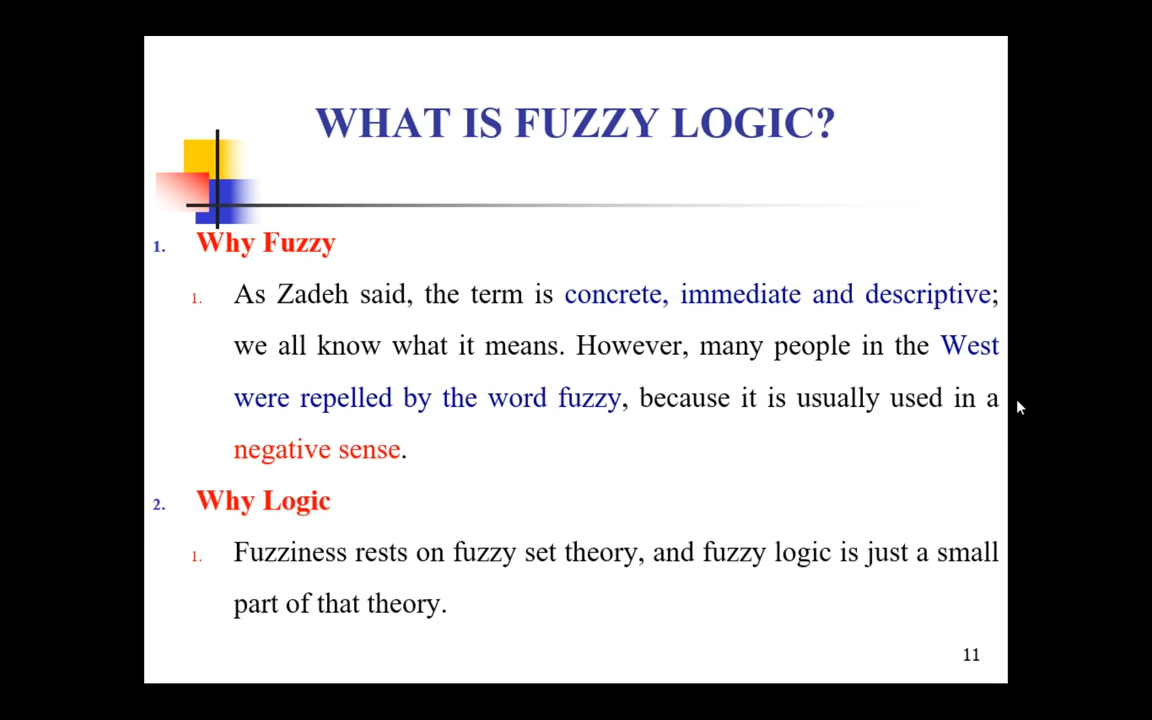 WHAT IS FUZZY LOGIC?
1. Why Fuzzy
1. As Zadeh said, the term is concrete, immediate and descriptive;
we all know what it means. However, many people in the West
were repelled by the word fuzzy, because it is usually used in a
negative sense.
2. Why Logic
1. Fuzziness rests on fuzzy set theory, and fuzzy logic is just a small
part of that theory.
11